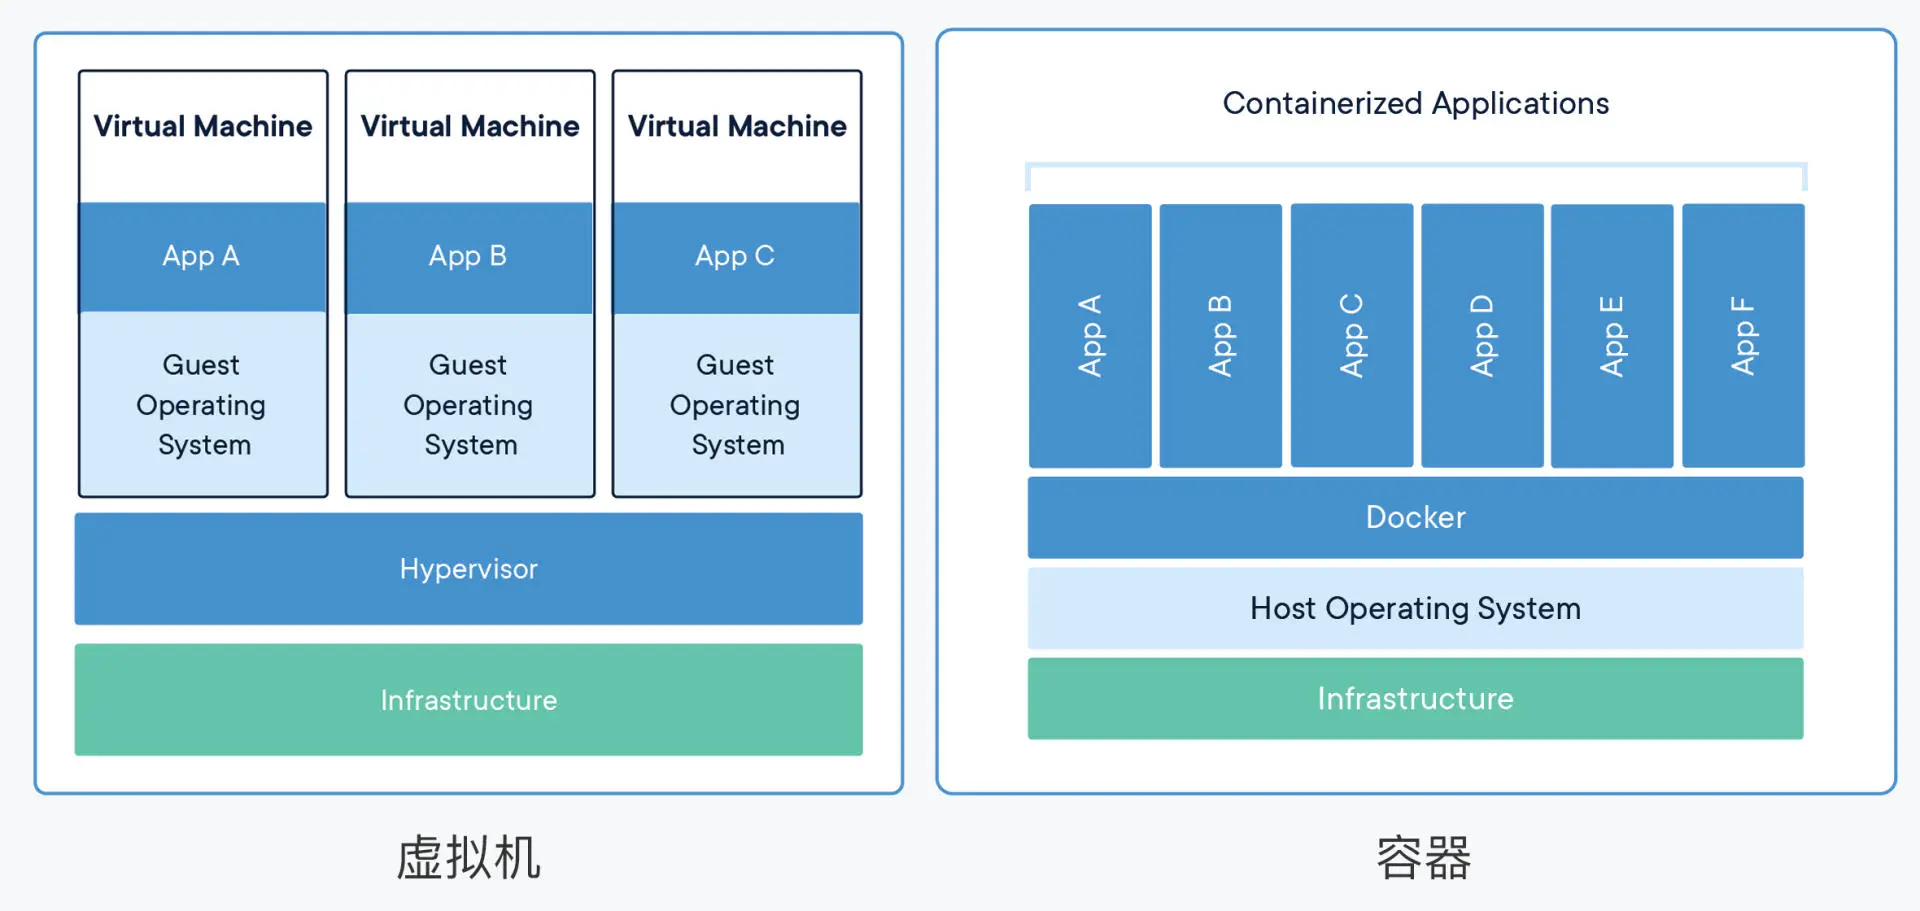 Virtual Machine
App A
Guest
Operating
System
Virtual Machine
App B
Guest
Operating
System
Virtual Machine
App C
Guest
Operating
System
Hypervisor
Infrastructure
虚拟机
Containerized Applications
App A
App B
App C
App D
App E
App F
Docker
Host Operating System
Infrastructure
容器